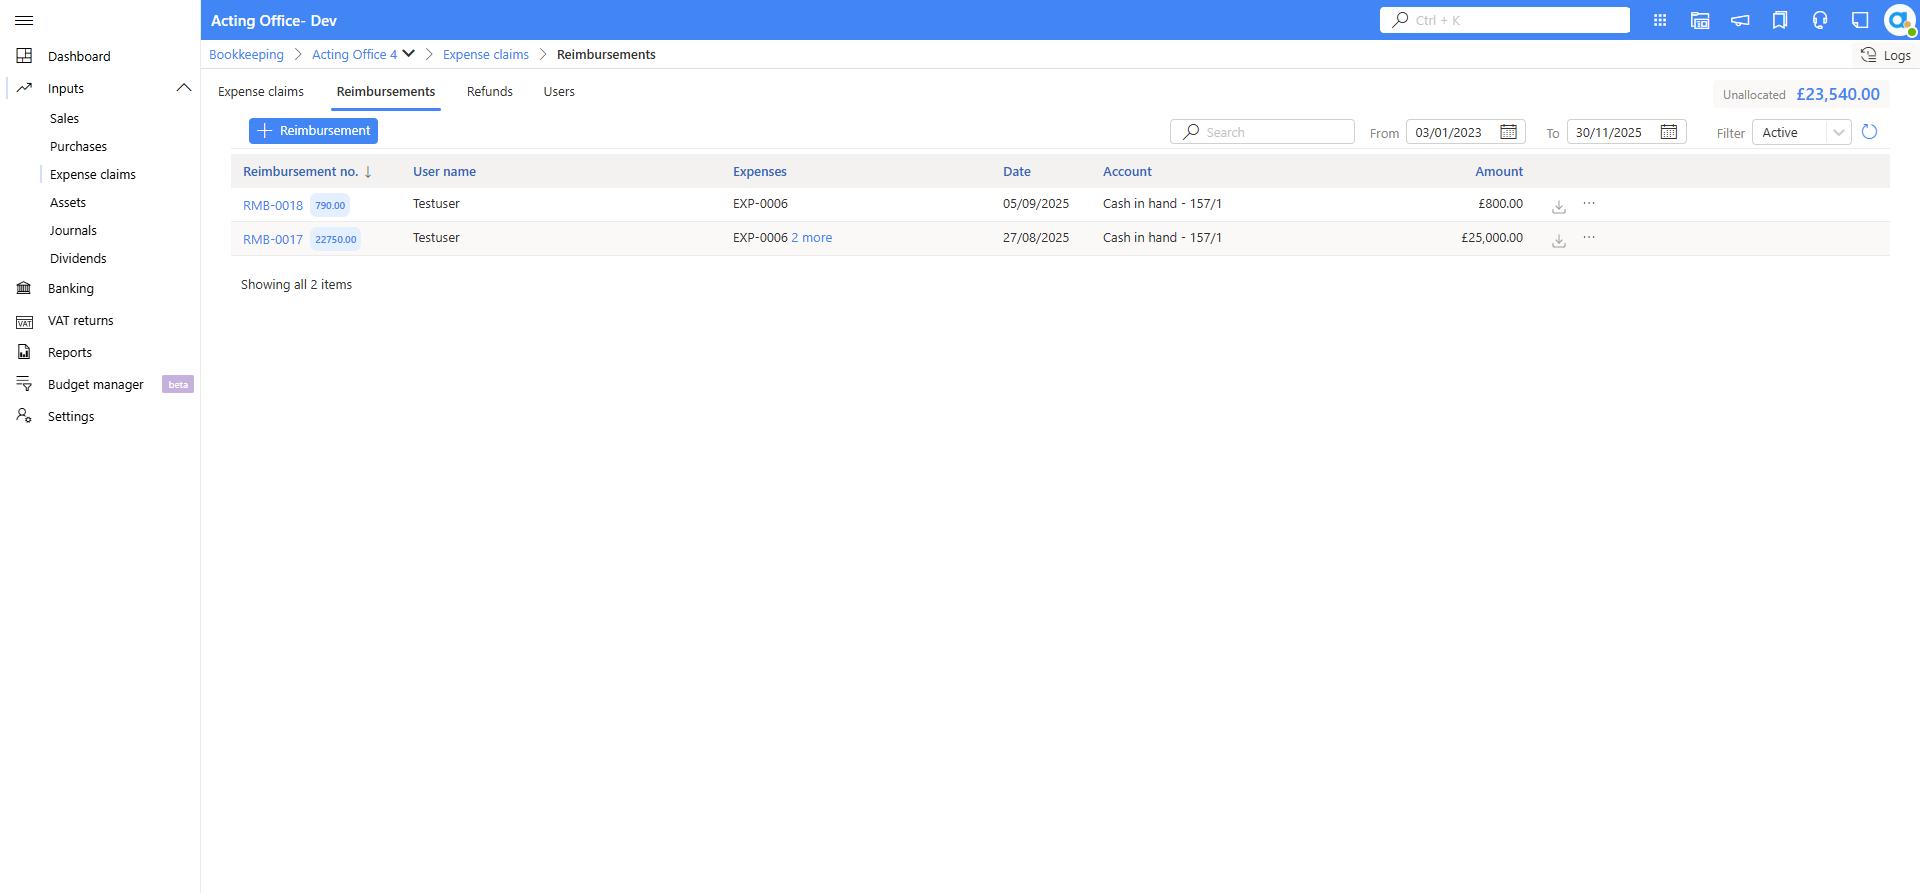 Acting Office- Dev
Ctrl + K
Bookkeeping Acting Office 4 Expense claims Reimbursements
Logs
Dashboard
Inputs
Sales
Purchases
Expense claims
Assets
Journals
Dividends
Banking
VAT VAT returns
Reports
Budget manager beta
Settings
Expense claims Reimbursements Refunds Users
Unallocated £23,540.00
Reimbursement
Search From 03/01/2023 To 30/11/2025 Filter Active
Reimbursement no. ↓ User name Expenses Date Account Amount
RMB-0018 790.00 Testuser EXP-0006 05/09/2025 Cash in hand - 157/1 £800.00 ...
RMB-0017 22750.00 Testuser EXP-0006 2 more 27/08/2025 Cash in hand - 157/1 £25,000.00 ...
Showing all 2 items